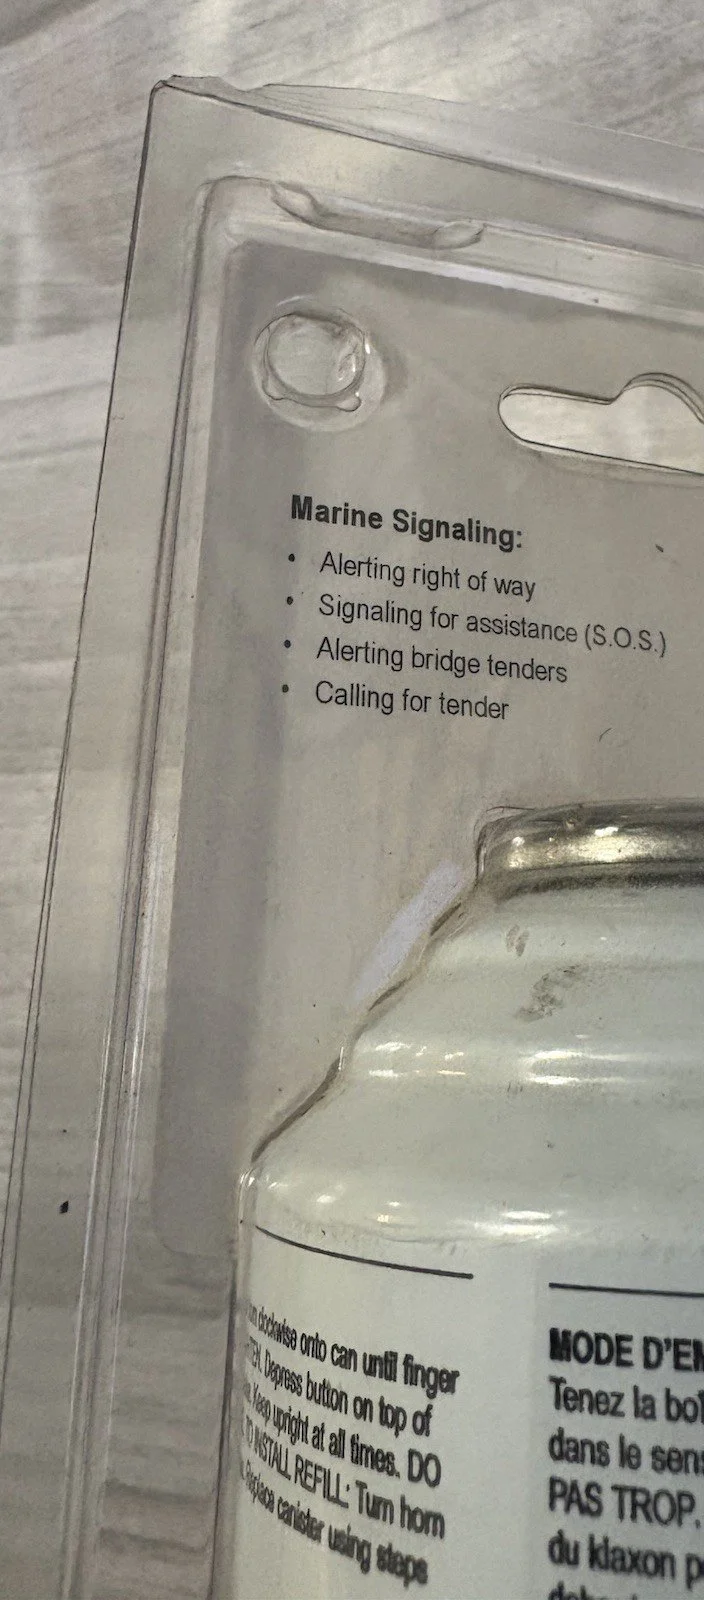 Marine Signaling:
• Alerting right of way
• Signaling for assistance (S.O.S.)
• Alerting bridge tenders
• Calling for tender
clockwise onto can until finger
Depress button on top of
Keep upright at all times. DO
TO INSTALL REFILL: Turn horn
Replace canister using steps
MODE D'EM
Tenez la boî
dans le sens
PAS TROP.
du klaxon p